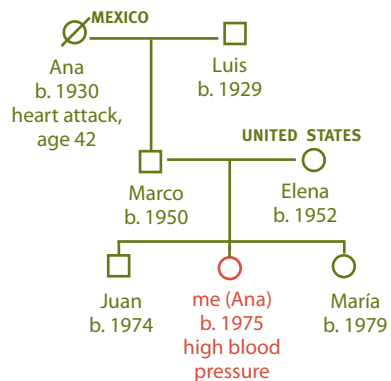 MEXICO
Ana
b. 1930
heart attack,
age 42
Luis
b. 1929
UNITED STATES
Marco
b. 1950
Elena
b. 1952
Juan
b. 1974
me (Ana)
b. 1975
high blood
pressure
María
b. 1979